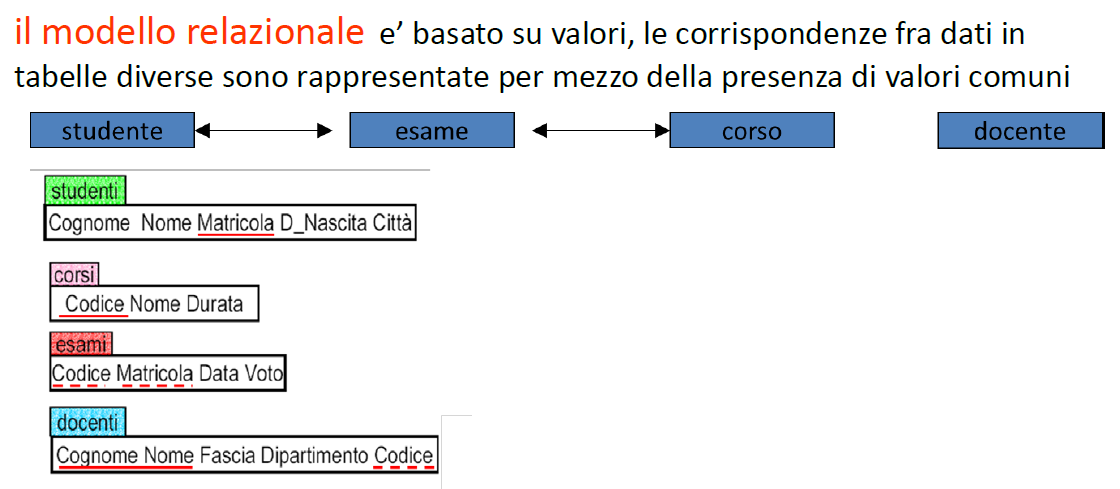 il modello relazionale e’ basato su valori, le corrispondenze fra dati in
tabelle diverse sono rappresentate per mezzo della presenza di valori comuni
studente esame corso docente
studenti
Cognome Nome Matricola D_Nascita Città
corsi
Codice Nome Durata
esami
Codice Matricola Data Voto
docenti
Cognome Nome Fascia Dipartimento Codice